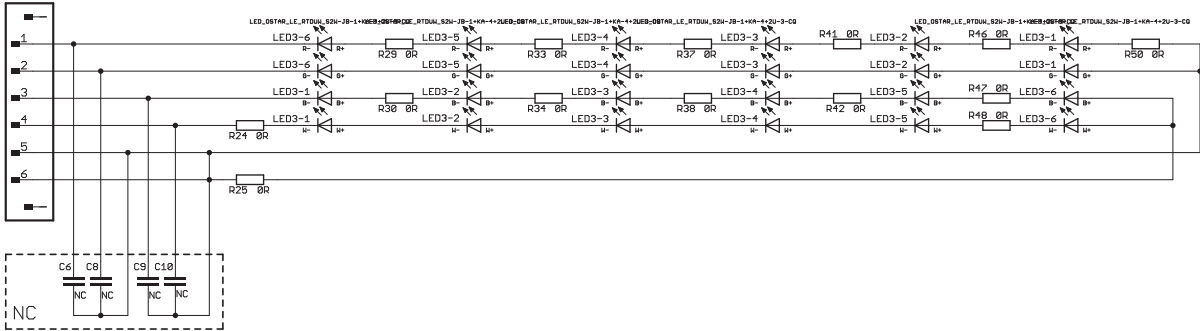 LED_OSTAR_LE_RTDUW_S2W-JB-1+KA-4+2U-3-CQ
1 LED3-6 R- R+ R29 0R LED3-5 R- R+ R33 0R LED3-4 R- R+ R37 0R LED3-3 R- R+ R41 0R LED3-2 R- R+ R46 0R LED3-1 R- R+ R50 0R
2 LED3-6 G- G+ LED3-5 G- G+ LED3-4 G- G+ LED3-3 G- G+ LED3-2 G- G+ LED3-1 G- G+
3 LED3-1 B- B+ R30 0R LED3-2 B- B+ R34 0R LED3-3 B- B+ R38 0R LED3-4 B- B+ R42 0R LED3-5 B- B+ R47 0R LED3-6 B- B+
4 R24 0R LED3-1 W- W+ LED3-2 W- W+ LED3-3 W- W+ LED3-4 W- W+ LED3-5 W- W+ R48 0R LED3-6 W- W+
5
6 R25 0R
C6 C8 C9 C10
NC NC NC NC
NC